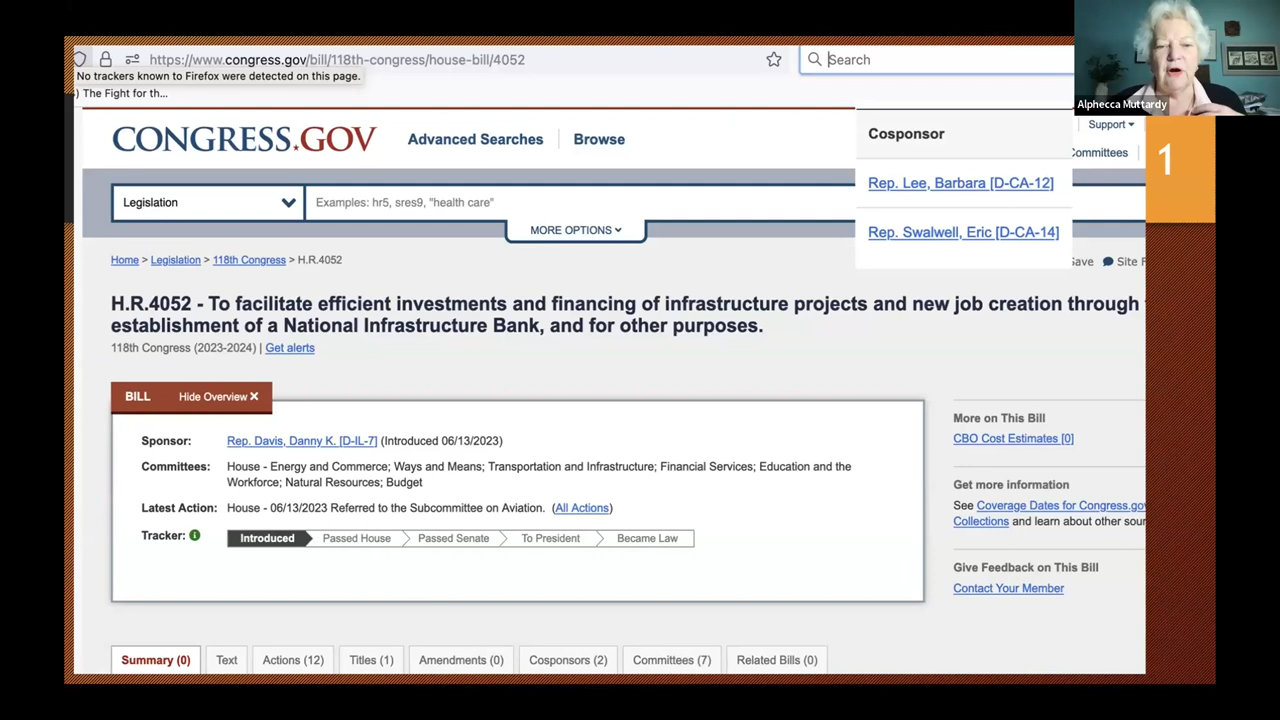 https://www.congress.gov/bill/118th-congress/house-bill/4052
Search
No trackers known to Firefox were detected on this page.
) The Fight for th...
Alphecca Muttardy
1
CONGRESS.GOV
Advanced Searches
Browse
Cosponsor
Rep. Lee, Barbara [D-CA-12]
Rep. Swalwell, Eric [D-CA-14]
Support
Committees
Legislation
Examples: hr5, sres9, "health care"
MORE OPTIONS
Home > Legislation > 118th Congress > H.R.4052
Save
Site F
H.R.4052 - To facilitate efficient investments and financing of infrastructure projects and new job creation through
establishment of a National Infrastructure Bank, and for other purposes.
118th Congress (2023-2024) | Get alerts
BILL
Hide Overview ×
Sponsor: Rep. Davis, Danny K. [D-IL-7] (Introduced 06/13/2023)
Committees: House - Energy and Commerce; Ways and Means; Transportation and Infrastructure; Financial Services; Education and the
Workforce; Natural Resources; Budget
Latest Action: House - 06/13/2023 Referred to the Subcommittee on Aviation. (All Actions)
Tracker:
Introduced
Passed House
Passed Senate
To President
Became Law
More on This Bill
CBO Cost Estimates [0]
Get more information
See Coverage Dates for Congress.gov
Collections and learn about other sour
Give Feedback on This Bill
Contact Your Member
Summary (0)
Text
Actions (12)
Titles (1)
Amendments (0)
Cosponsors (2)
Committees (7)
Related Bills (0)